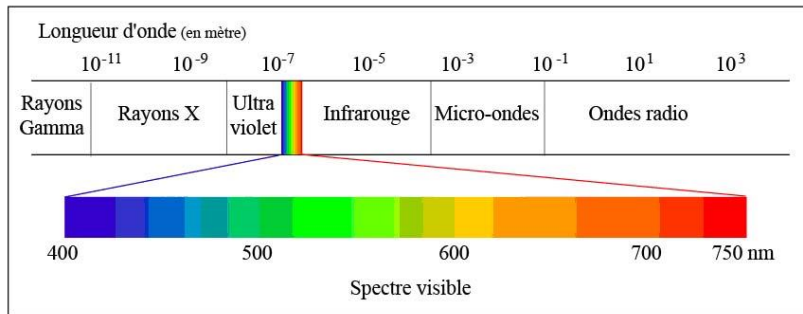 Longueur d'onde (en mètre)
10⁻¹¹ 10⁻⁹ 10⁻⁷ 10⁻⁵ 10⁻³ 10⁻¹ 10¹ 10³
Rayons Gamma Rayons X Ultra violet Infrarouge Micro-ondes Ondes radio
400 500 600 700 750 nm
Spectre visible